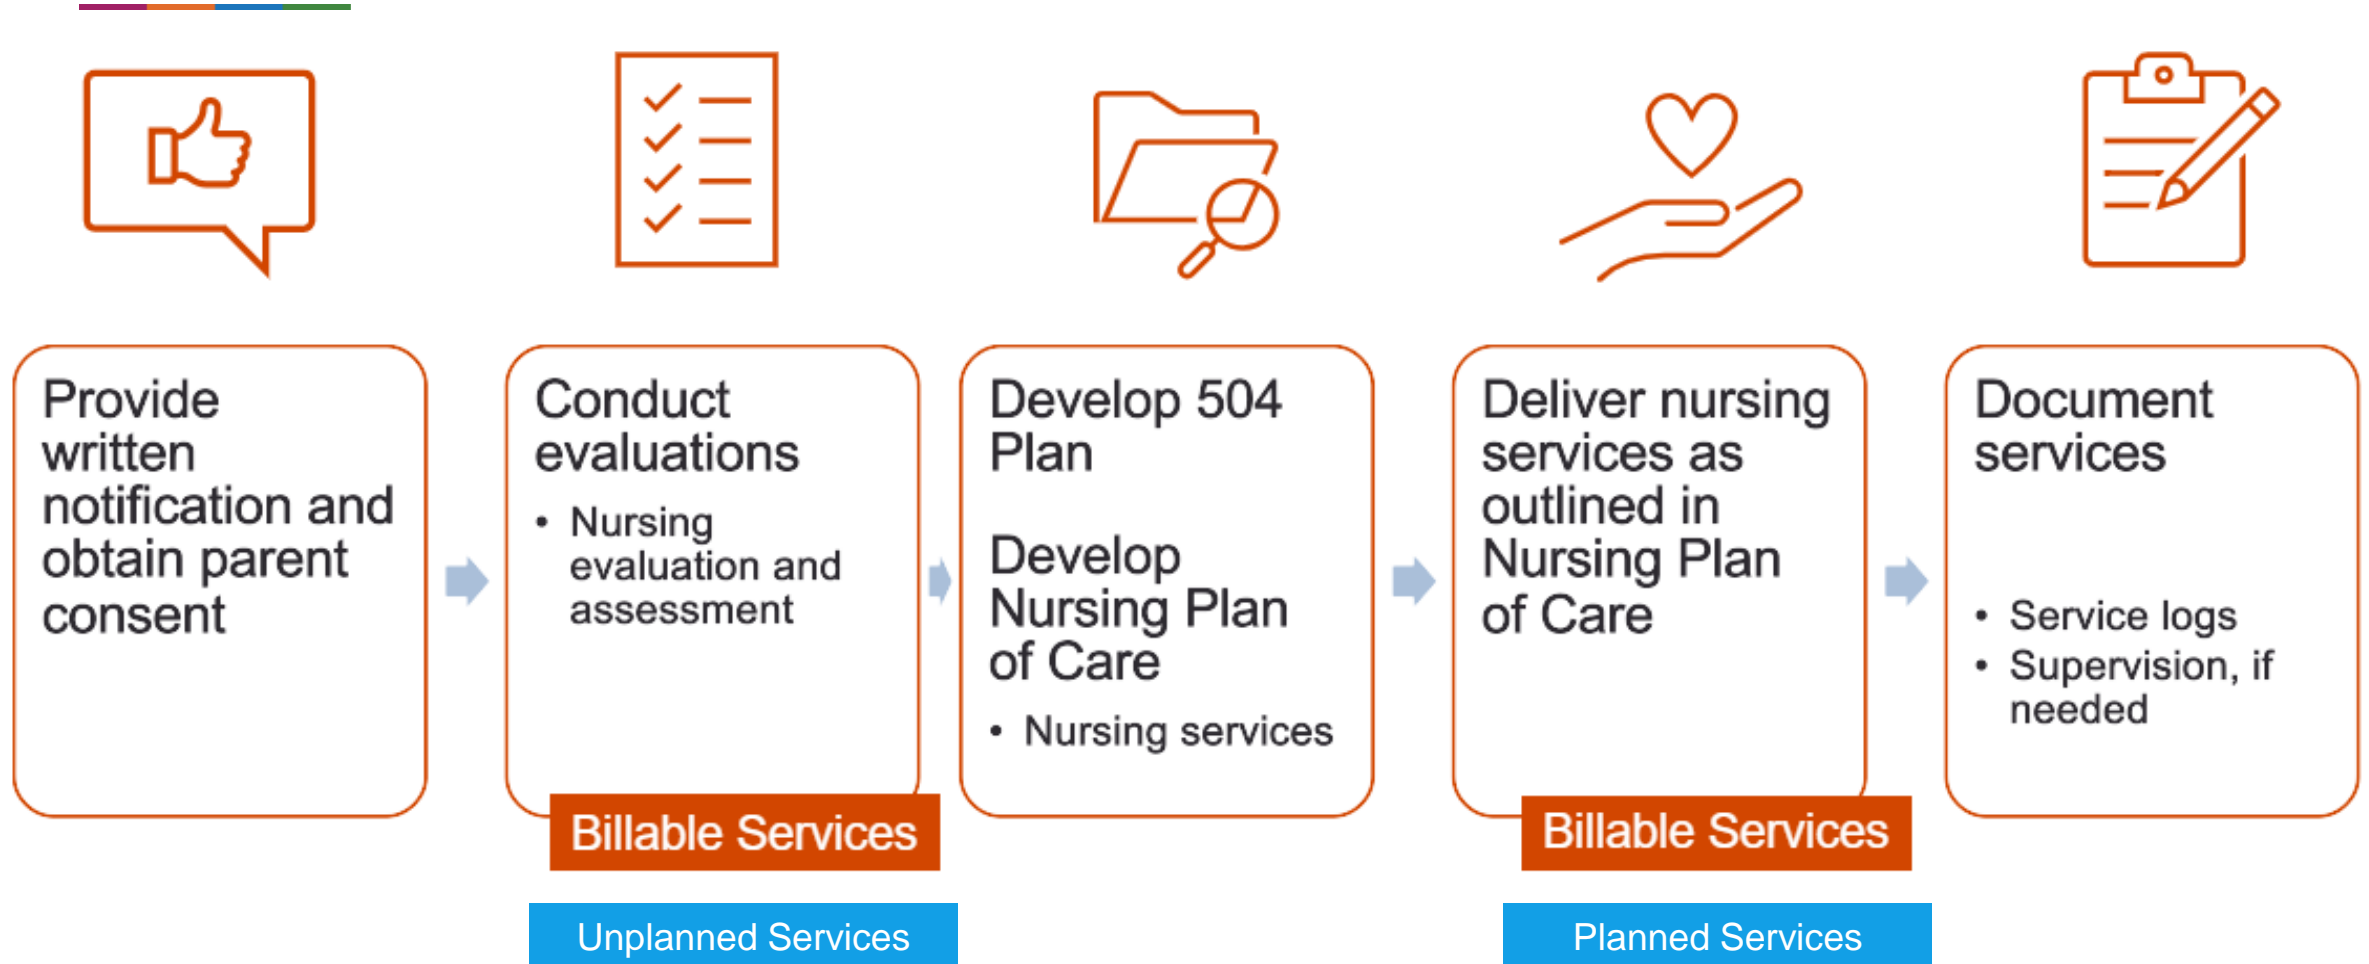 Provide
written
notification and
obtain parent
consent
Conduct
evaluations
• Nursing
evaluation and
assessment
Billable Services
Unplanned Services
Develop 504
Plan
Develop
Nursing Plan
of Care
• Nursing services
Deliver nursing
services as
outlined in
Nursing Plan
of Care
Billable Services
Planned Services
Document
services
• Service logs
• Supervision, if
needed